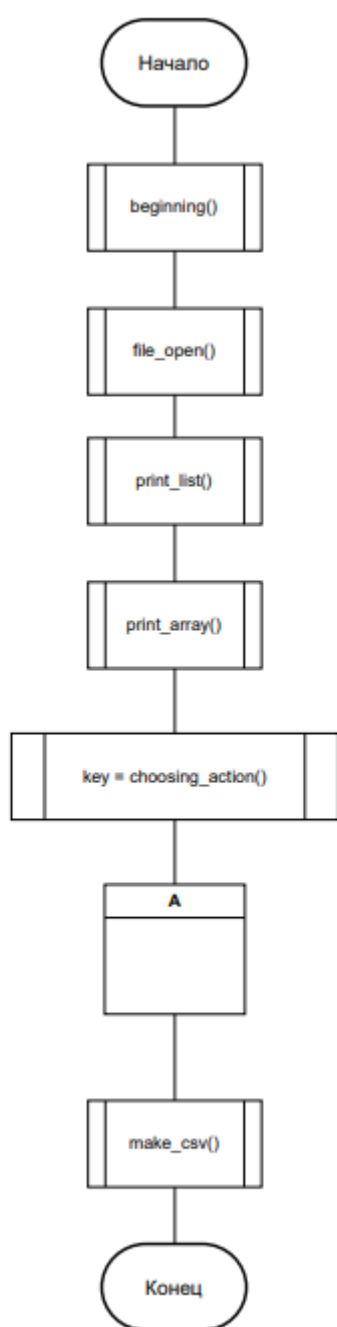 Начало
beginning()
file_open()
print_list()
print_array()
key = choosing_action()
A
make_csv()
Конец